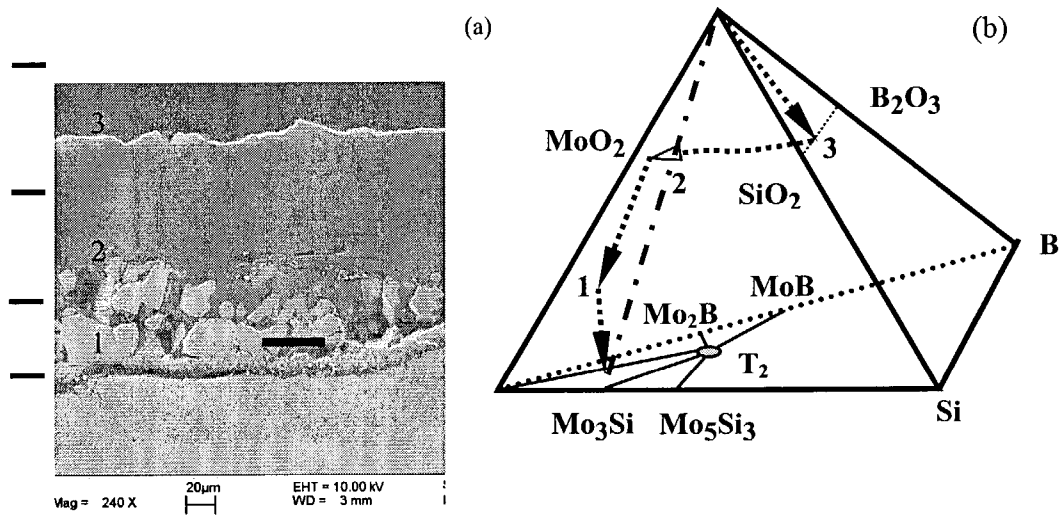 (a)
3
2
1
Mag = 240 X
20µm
EHT = 10.00 kV
WD = 3 mm
(b)
B₂O₃
MoO₂
3
2
SiO₂
B
1
MoB
Mo₂B
T₂
Si
Mo₃Si
Mo₅Si₃